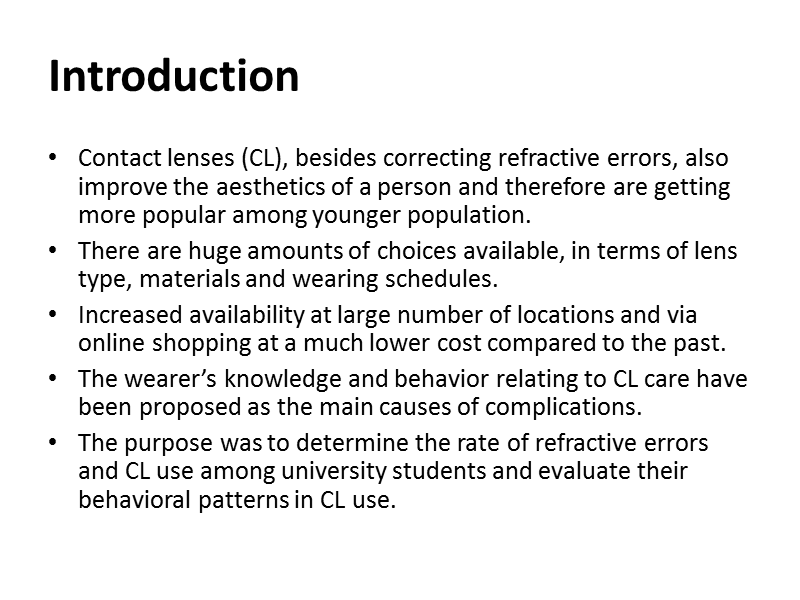 Introduction
• Contact lenses (CL), besides correcting refractive errors, also
improve the aesthetics of a person and therefore are getting
more popular among younger population.
• There are huge amounts of choices available, in terms of lens
type, materials and wearing schedules.
• Increased availability at large number of locations and via
online shopping at a much lower cost compared to the past.
• The wearer’s knowledge and behavior relating to CL care have
been proposed as the main causes of complications.
• The purpose was to determine the rate of refractive errors
and CL use among university students and evaluate their
behavioral patterns in CL use.